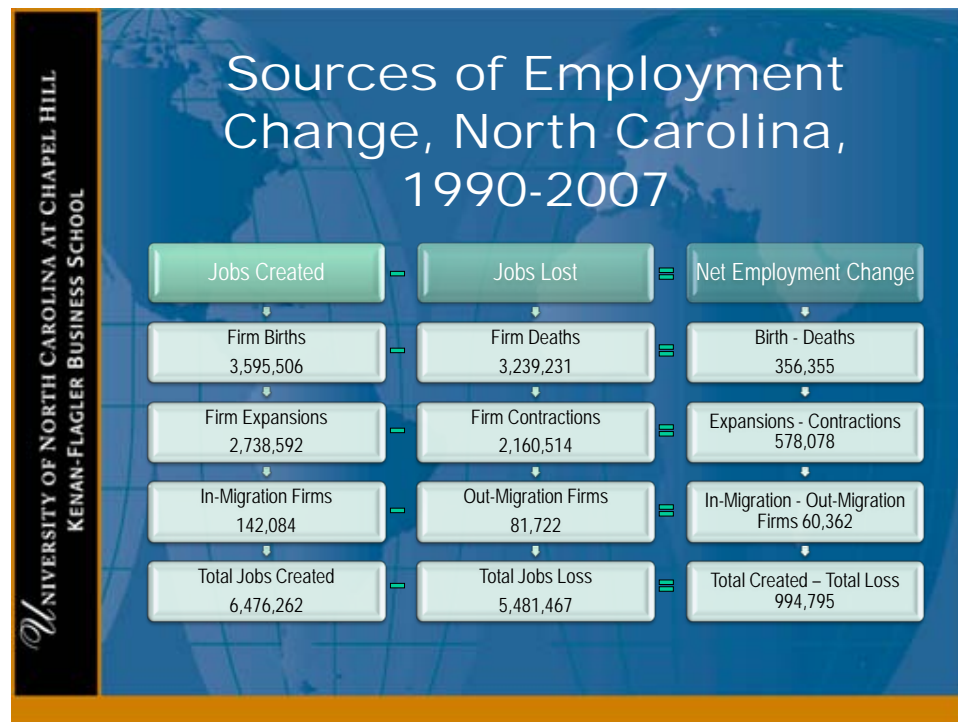 UNIVERSITY OF NORTH CAROLINA AT CHAPEL HILL
KENAN-FLAGLER BUSINESS SCHOOL
Sources of Employment
Change, North Carolina,
1990-2007
Jobs Created - Jobs Lost = Net Employment Change
Firm Births
3,595,506
-
Firm Deaths
3,239,231
=
Birth - Deaths
356,355
Firm Expansions
2,738,592
-
Firm Contractions
2,160,514
=
Expansions - Contractions
578,078
In-Migration Firms
142,084
-
Out-Migration Firms
81,722
=
In-Migration - Out-Migration
Firms 60,362
Total Jobs Created
6,476,262
-
Total Jobs Loss
5,481,467
=
Total Created – Total Loss
994,795